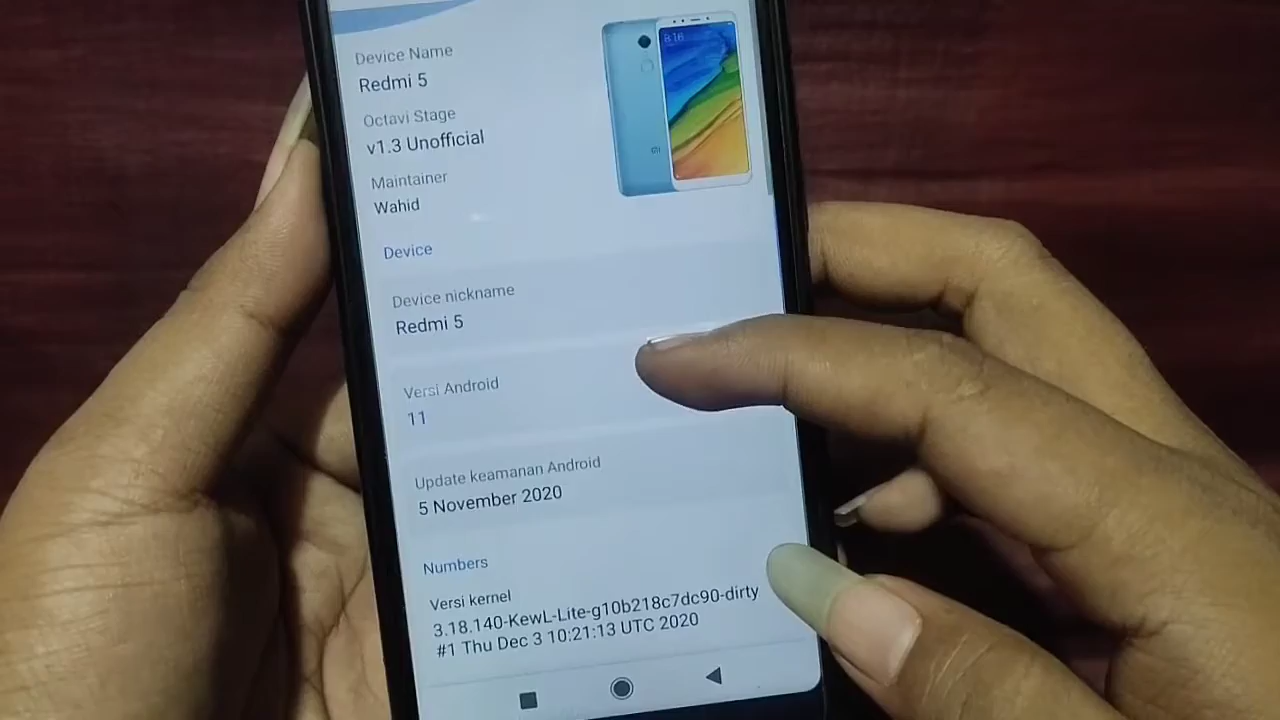 Device Name
Redmi 5
8:16
Octavi Stage
v1.3 Unofficial
Maintainer
Wahid
Device
Device nickname
Redmi 5
Versi Android
11
Update keamanan Android
5 November 2020
Numbers
Versi kernel
3.18.140-KewL-Lite-g10b218c7dc90-dirty
#1 Thu Dec 3 10:21:13 UTC 2020